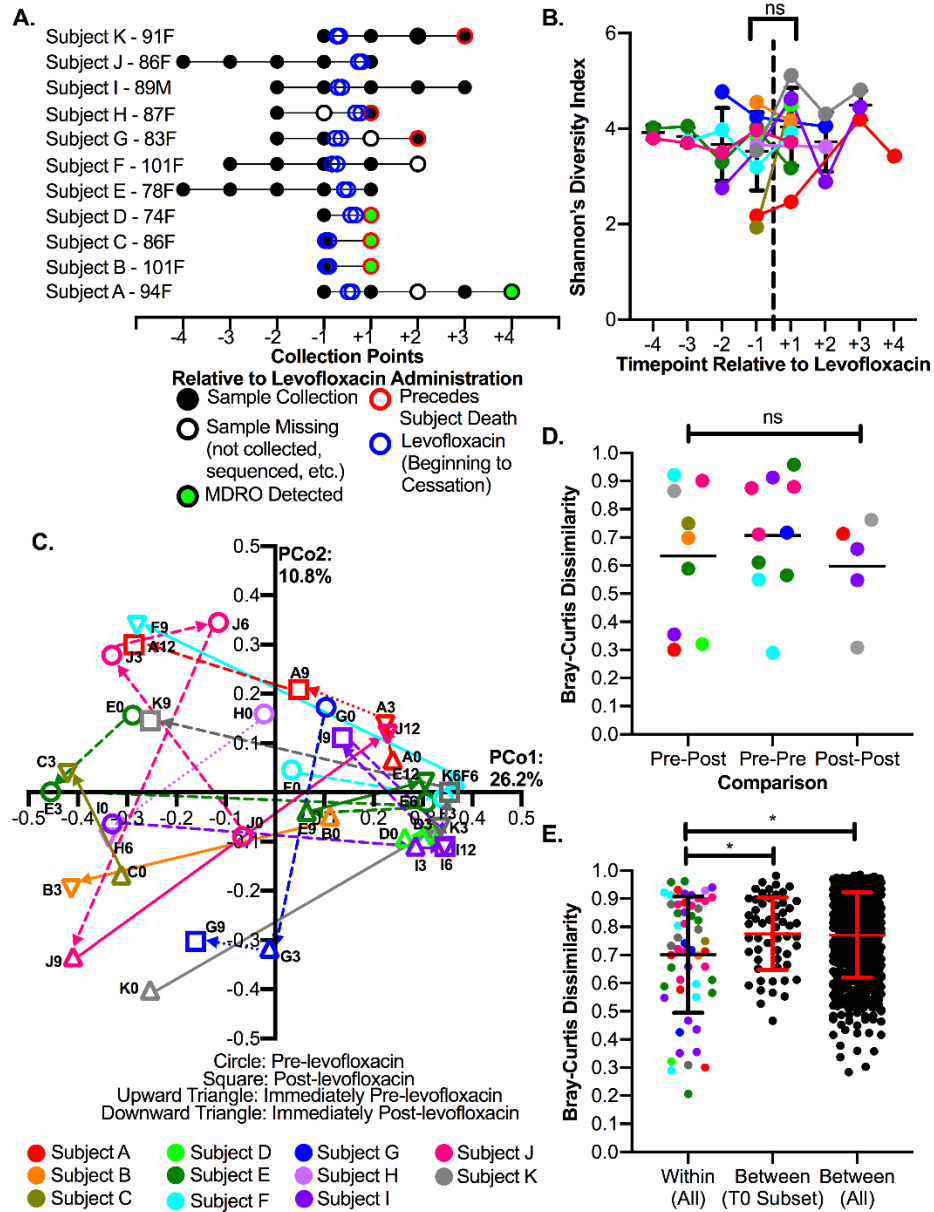 A.
Subject K - 91F
Subject J - 86F
Subject I - 89M
Subject H - 87F
Subject G - 83F
Subject F - 101F
Subject E - 78F
Subject D - 74F
Subject C - 86F
Subject B - 101F
Subject A - 94F
-4 -3 -2 -1 +1 +2 +3 +4
Collection Points
Relative to Levofloxacin Administration
Sample Collection
Sample Missing
(not collected,
sequenced, etc.)
MDRO Detected
Precedes
Subject Death
Levofloxacin
(Beginning to
Cessation)
B.
ns
Shannon's Diversity Index
6
4
2
0
-4 -3 -2 -1 +1 +2 +3 +4
Timepoint Relative to Levofloxacin
C.
PCo2:
10.8%
PCo1:
26.2%
0.5
0.4
0.3
0.2
0.1
-0.1
-0.2
-0.3
-0.4
-0.5
-0.5 -0.4 -0.3 -0.2 -0.1 0.1 0.2 0.3 0.4 0.5
F9
A12
J6
J3
A9
E0
K9
H0
G0
A3
J12
I9
A0
C3
E12
K6
F6
F0
E3
E6
F3
I0
E9
B0
J0
D3
K3
D0
H6
I3
I6
I12
C0
B3
G9
G3
J9
K0
Circle: Pre-levofloxacin
Square: Post-levofloxacin
Upward Triangle: Immediately Pre-levofloxacin
Downward Triangle: Immediately Post-levofloxacin
Subject A
Subject B
Subject C
Subject D
Subject E
Subject F
Subject G
Subject H
Subject I
Subject J
Subject K
D.
ns
Bray-Curtis Dissimilarity
1.0
0.9
0.8
0.7
0.6
0.5
0.4
0.3
0.2
0.1
0.0
Pre-Post Pre-Pre Post-Post
Comparison
E.
*
*
Bray-Curtis Dissimilarity
1.0
0.9
0.8
0.7
0.6
0.5
0.4
0.3
0.2
0.1
0.0
Within Between Between
(All) (T0 Subset) (All)